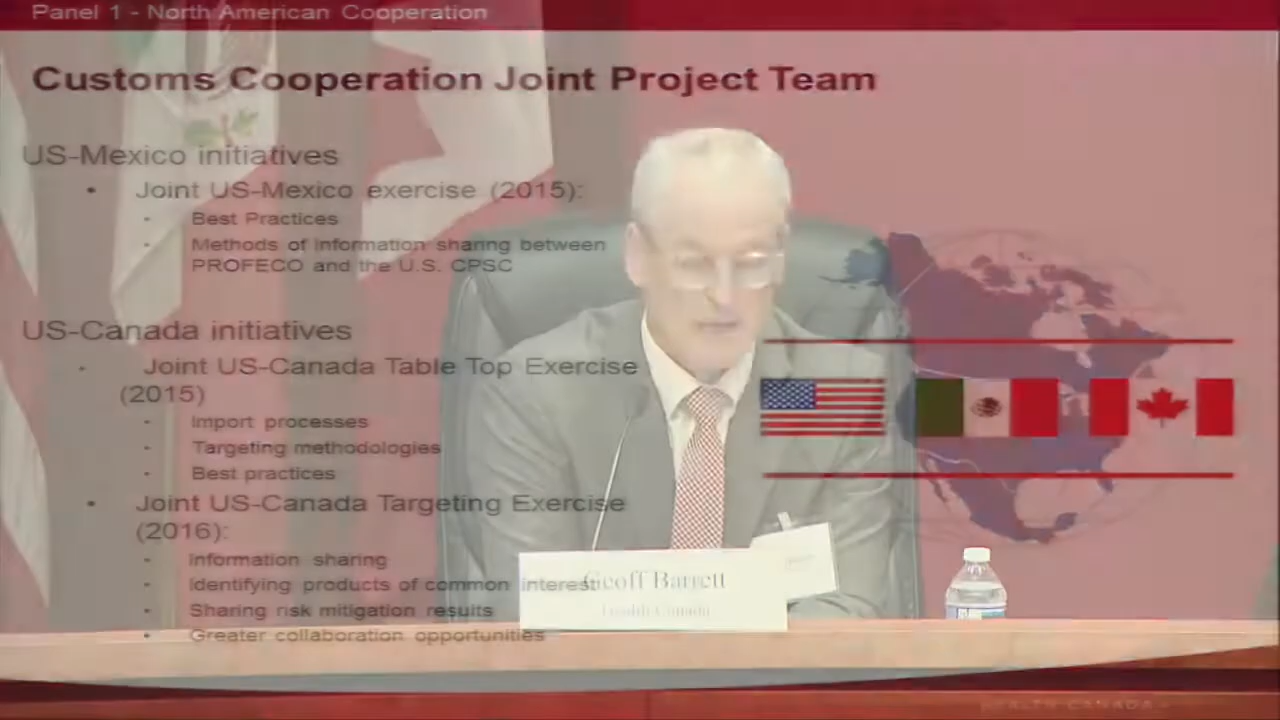 Panel 1 - North American Cooperation
Customs Cooperation Joint Project Team
US-Mexico initiatives
• Joint US-Mexico exercise (2015):
• Best Practices
• Methods of information sharing between
PROFECO and the U.S. CPSC
US-Canada initiatives
• Joint US-Canada Table Top Exercise
(2015)
• Import processes
• Targeting methodologies
• Best practices
• Joint US-Canada Targeting Exercise
(2016):
• Information sharing
• Identifying products of common interest
• Sharing risk mitigation results
• Greater collaboration opportunities
Geoff Barrett
Health Canada
HEALTH CANADA